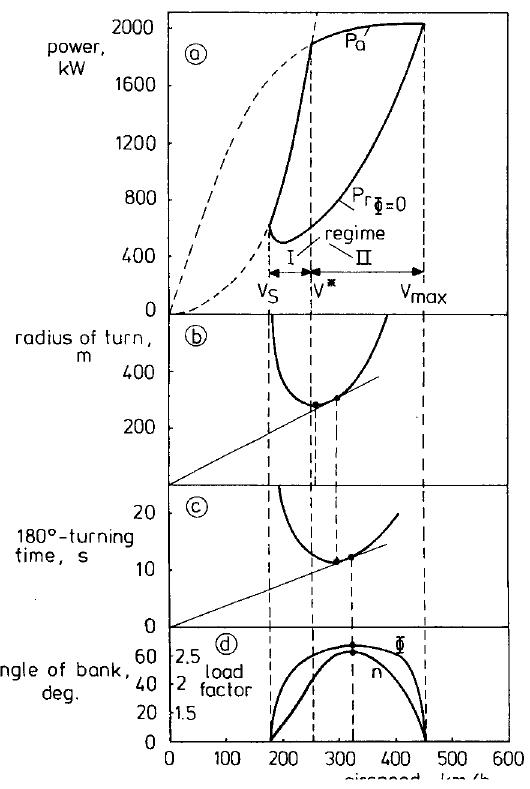 power,
kW
2000
1600
1200
800
400
0
a
Pa
PrΦ=0
regime
I II
VS V* Vmax
radius of turn,
m
b
400
200
c
180°-turning
time, s
20
10
0
d
ngle of bank,
deg.
60
40
20
0
2.5
2
1.5
load
factor
Φ
n
0 100 200 300 400 500 600